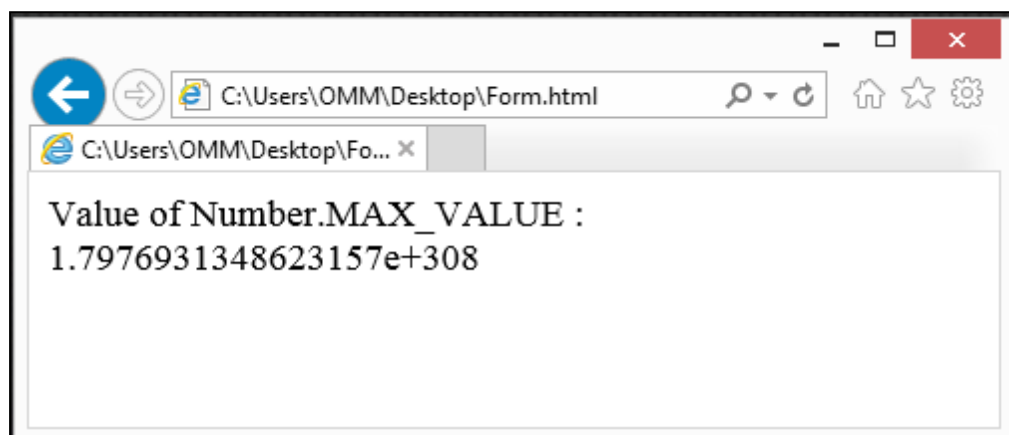 C:\Users\OMM\Desktop\Form.html
C:\Users\OMM\Desktop\Fo...
Value of Number.MAX_VALUE :
1.7976931348623157e+308